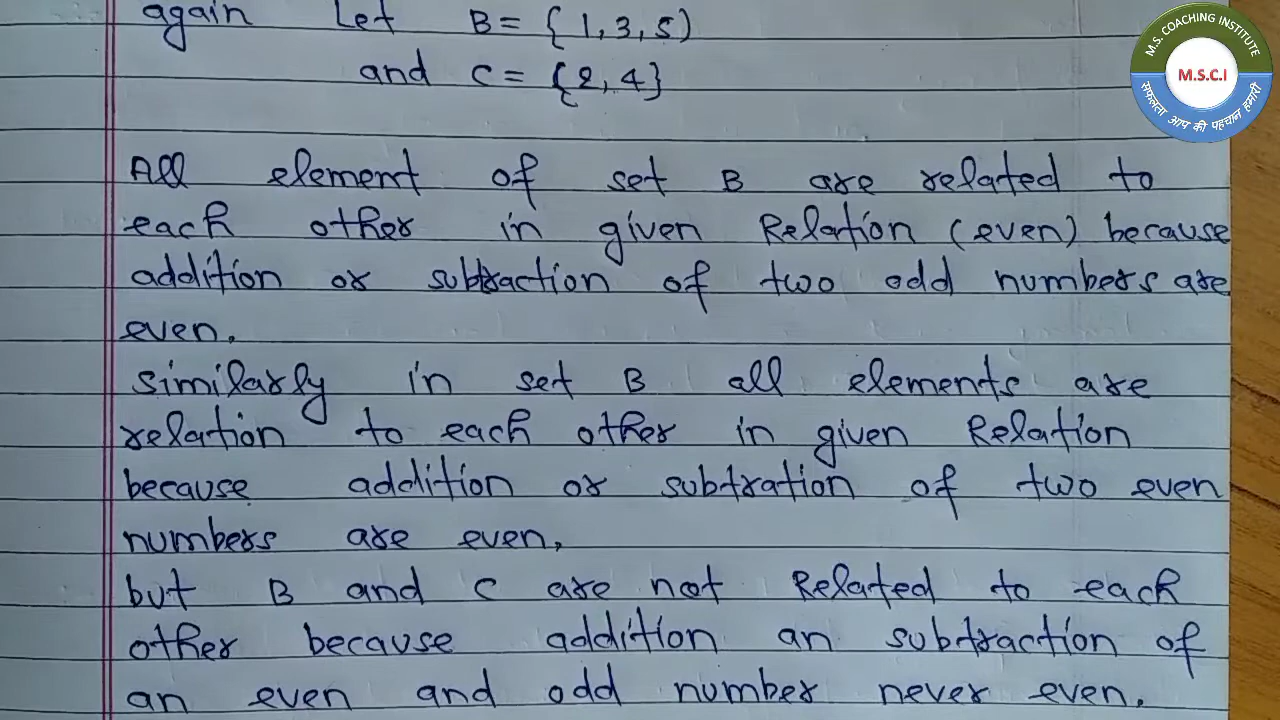 again Let B = {1, 3, 5)
and C = {2, 4}
All element of set B are related to
each other in given Relation (even) because
addition or subtraction of two odd numbers are
even.
similarly in set B all elements are
relation to each other in given Relation
because addition or subtration of two even
numbers are even,
but B and C are not Related to each
other because addition an subtraction of
an even and odd number never even.
M.S. COACHING INSTITUTE
M.S.C.I
सफलता आप की पहचान हमारी